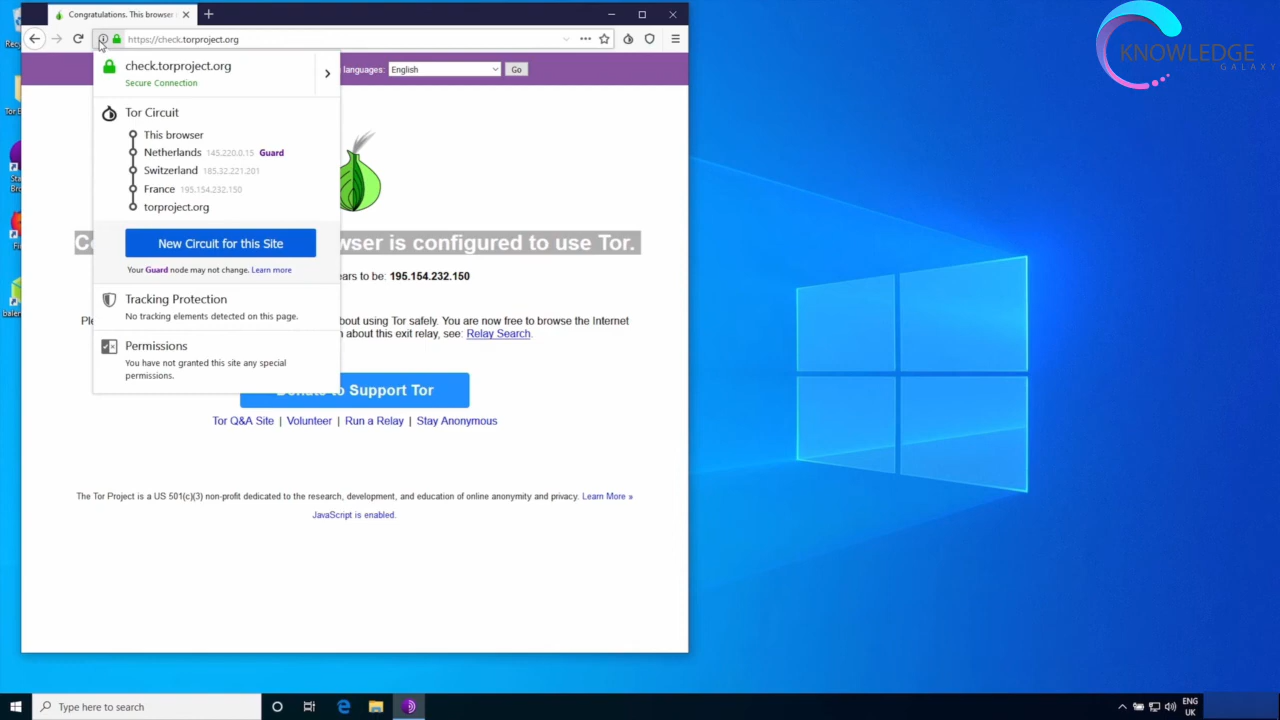 Congratulations. This browser
https://check.torproject.org
KNOWLEDGE
GALAXY
check.torproject.org
Secure Connection
languages:
English
Go
Tor Circuit
This browser
Netherlands 145.220.0.15 Guard
Switzerland 185.32.221.201
France 195.154.232.150
torproject.org
New Circuit for this Site
Your Guard node may not change. Learn more
Tracking Protection
No tracking elements detected on this page.
Permissions
You have not granted this site any special
permissions.
is configured to use Tor.
to be: 195.154.232.150
about using Tor safely. You are now free to browse the Internet
about this exit relay, see: Relay Search.
to Support Tor
Tor Q&A Site | Volunteer | Run a Relay | Stay Anonymous
The Tor Project is a US 501(c)(3) non-profit dedicated to the research, development, and education of online anonymity and privacy. Learn More »
JavaScript is enabled.
Type here to search
ENG
UK